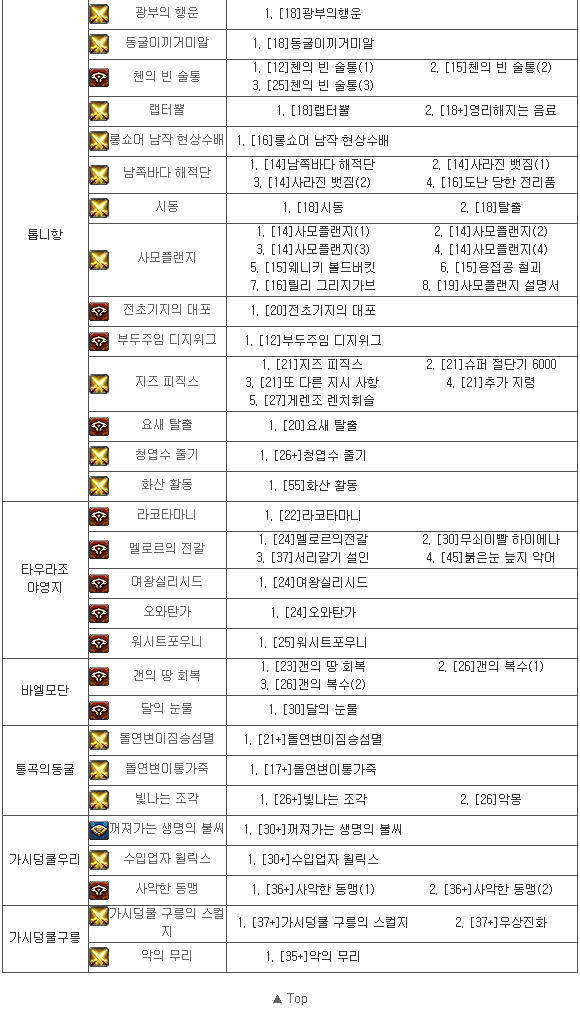 광부의 행운 1. [18]광부의행운
동굴이끼거미알 1. [18]동굴이끼거미알
첸의 빈 술통 1. [12]첸의 빈 술통(1) 2. [15]첸의 빈 술통(2)
3. [25]첸의 빈 술통(3)
랩터뿔 1. [18]랩터뿔 2. [18+]영리해지는 음료
롱쇼어 남작 현상수배 1. [16]롱쇼어 남작 현상수배
남쪽바다 해적단 1. [14]남쪽바다 해적단 2. [14]사라진 뱃짐(1)
3. [14]사라진 뱃짐(2) 4. [16]도난 당한 전리품
시동 1. [18]시동 2. [18]탈출
톱니항
사모플랜지 1. [14]사모플랜지(1) 2. [14]사모플랜지(2)
3. [14]사모플랜지(3) 4. [14]사모플랜지(4)
5. [15]웨니키 볼드버킷 6. [15]용접공 철괴
7. [16]릴리 그리지가브 8. [19]사모플랜지 설명서
전초기지의 대포 1. [20]전초기지의 대포
부두주임 디지위그 1. [12]부두주임 디지위그
지즈 피직스 1. [21]지즈 피직스 2. [21]슈퍼 절단기 6000
3. [21]또 다른 지시 사항 4. [21]추가 지령
5. [27]게렌조 렌치휘슬
요새 탈출 1. [20]요새 탈출
청엽수 줄기 1. [26+]청엽수 줄기
화산 활동 1. [55]화산 활동
타우라조
야영지
라코타마니 1. [22]라코타마니
멜로르의 전갈 1. [24]멜로르의전갈 2. [30]무쇠이빨 하이에나
3. [37]서리갈기 설인 4. [45]붉은눈 늪지 악어
여왕실리시드 1. [24]여왕실리시드
오와탄가 1. [24]오와탄가
워시트포우니 1. [25]워시트포우니
바엘모단
갠의 땅 회복 1. [23]갠의 땅 회복 2. [26]갠의 복수(1)
3. [26]갠의 복수(2)
달의 눈물 1. [30]달의 눈물
통곡의동굴
돌연변이짐승섬멸 1. [21+]돌연변이짐승섬멸
돌연변이통가죽 1. [17+]돌연변이통가죽
빛나는 조각 1. [26+]빛나는 조각 2. [26]악몽
가시덩쿨우리
꺼져가는 생명의 불씨 1. [30+]꺼져가는 생명의 불씨
수입업자 윌릭스 1. [30+]수입업자 윌릭스
사악한 동맹 1. [36+]사악한 동맹(1) 2. [36+]사악한 동맹(2)
가시덩쿨구릉
가시덩쿨 구릉의 스컬
지 1. [37+]가시덩쿨 구릉의 스컬지 2. [37+]우상진화
악의 무리 1. [35+]악의 무리
▲ Top